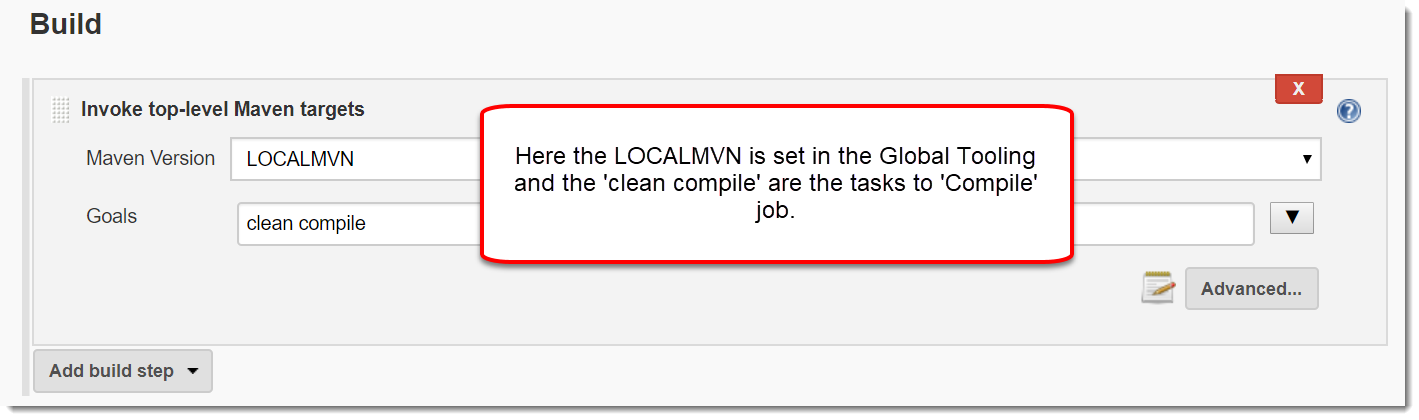 Build
Invoke top-level Maven targets
X
?
Maven Version
LOCALMVN
Here the LOCALMVN is set in the Global Tooling
and the 'clean compile' are the tasks to 'Compile'
job.
Goals
clean compile
Advanced...
Add build step